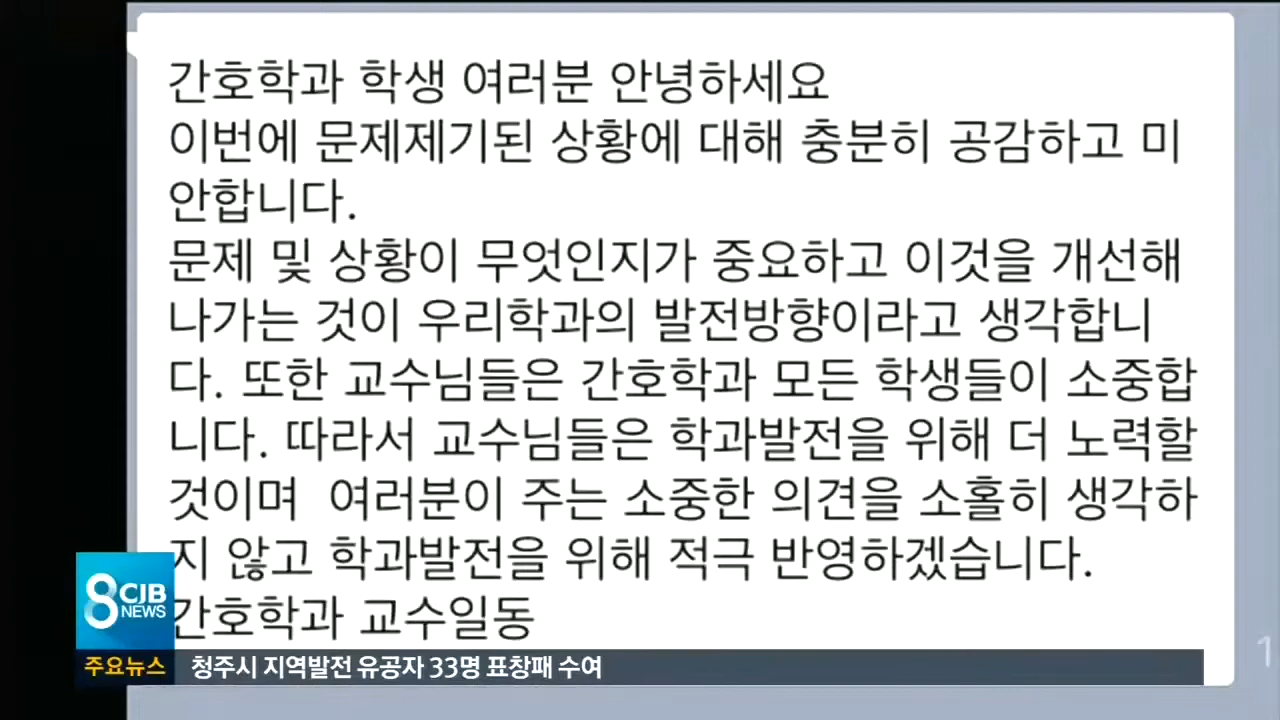 간호학과 학생 여러분 안녕하세요
이번에 문제제기된 상황에 대해 충분히 공감하고 미
안합니다.
문제 및 상황이 무엇인지가 중요하고 이것을 개선해
나가는 것이 우리학과의 발전방향이라고 생각합니
다. 또한 교수님들은 간호학과 모든 학생들이 소중합
니다. 따라서 교수님들은 학과발전을 위해 더 노력할
것이며  여러분이 주는 소중한 의견을 소홀히 생각하
지 않고 학과발전을 위해 적극 반영하겠습니다.
간호학과 교수일동
8 CJB
NEWS
주요뉴스 청주시 지역발전 유공자 33명 표창패 수여
1